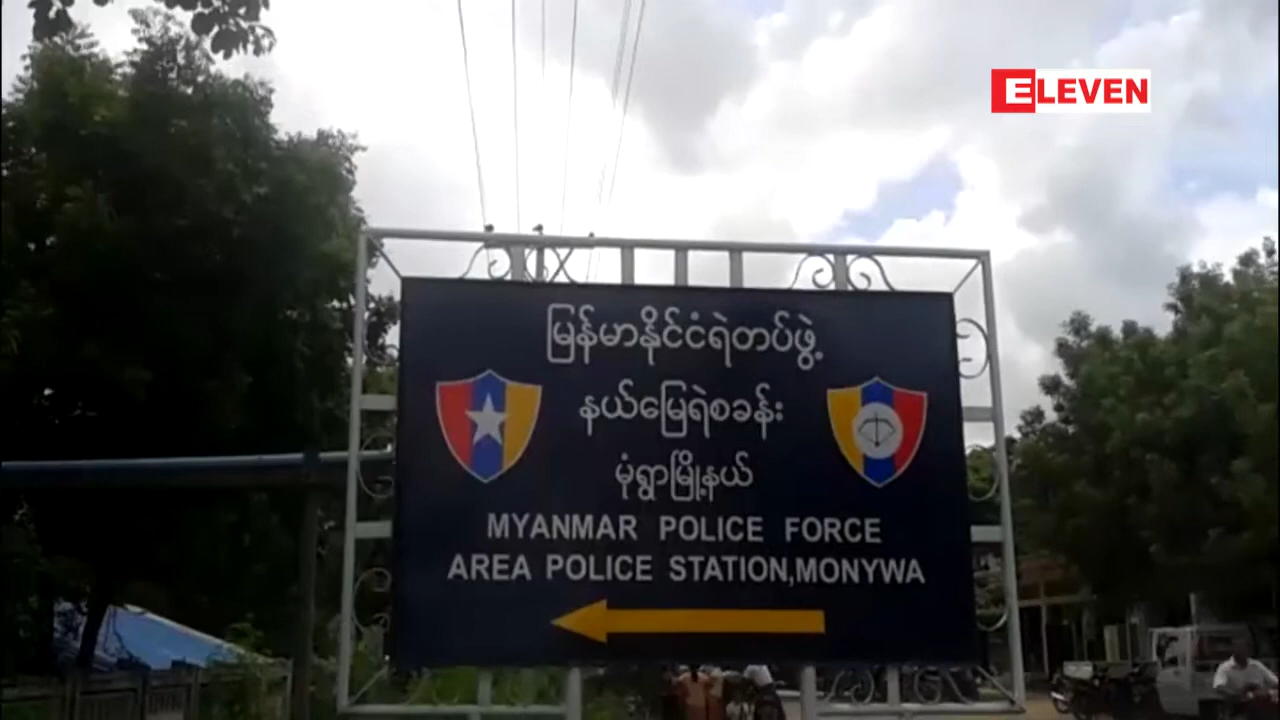 ELEVEN
မြန်မာနိုင်ငံရဲတပ်ဖွဲ့
နယ်မြေရဲစခန်း
မုံရွာမြို့နယ်
MYANMAR POLICE FORCE
AREA POLICE STATION,MONYWA